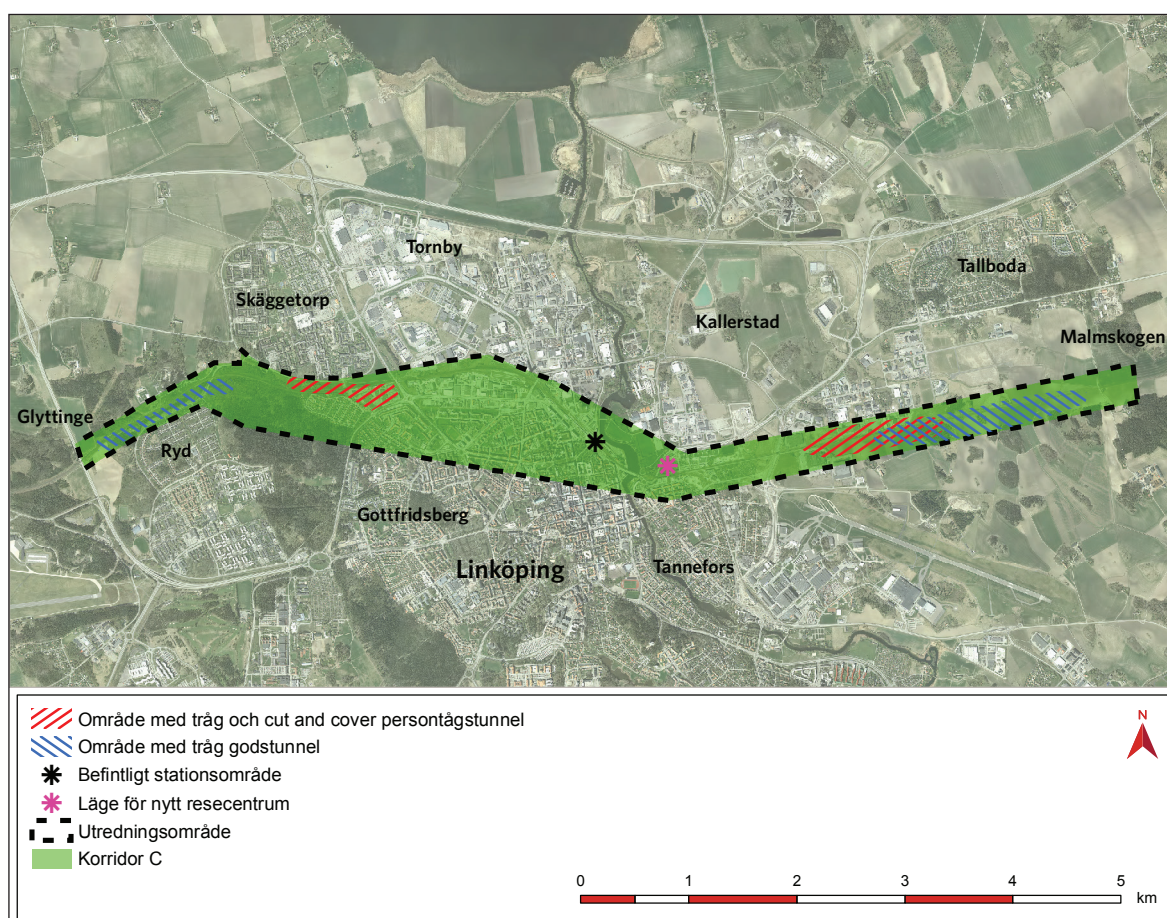 Tornby
Tallboda
Skäggetorp
Kallerstad
Malmskogen
Glyttinge
Ryd
Gottfridsberg
Linköping
Tannefors
Område med tråg och cut and cover persontågstunnel
Område med tråg godstunnel
Befintligt stationsområde
Läge för nytt resecentrum
Utredningsområde
Korridor C
N
0 1 2 3 4 5
km